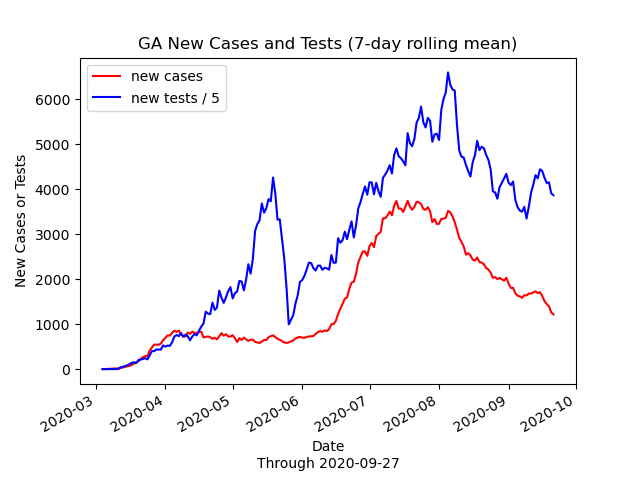 GA New Cases and Tests (7-day rolling mean)
new cases
new tests / 5
6000
5000
4000
3000
2000
1000
0
New Cases or Tests
2020-03
2020-04
2020-05
2020-06
2020-07
2020-08
2020-09
2020-10
Date
Through 2020-09-27